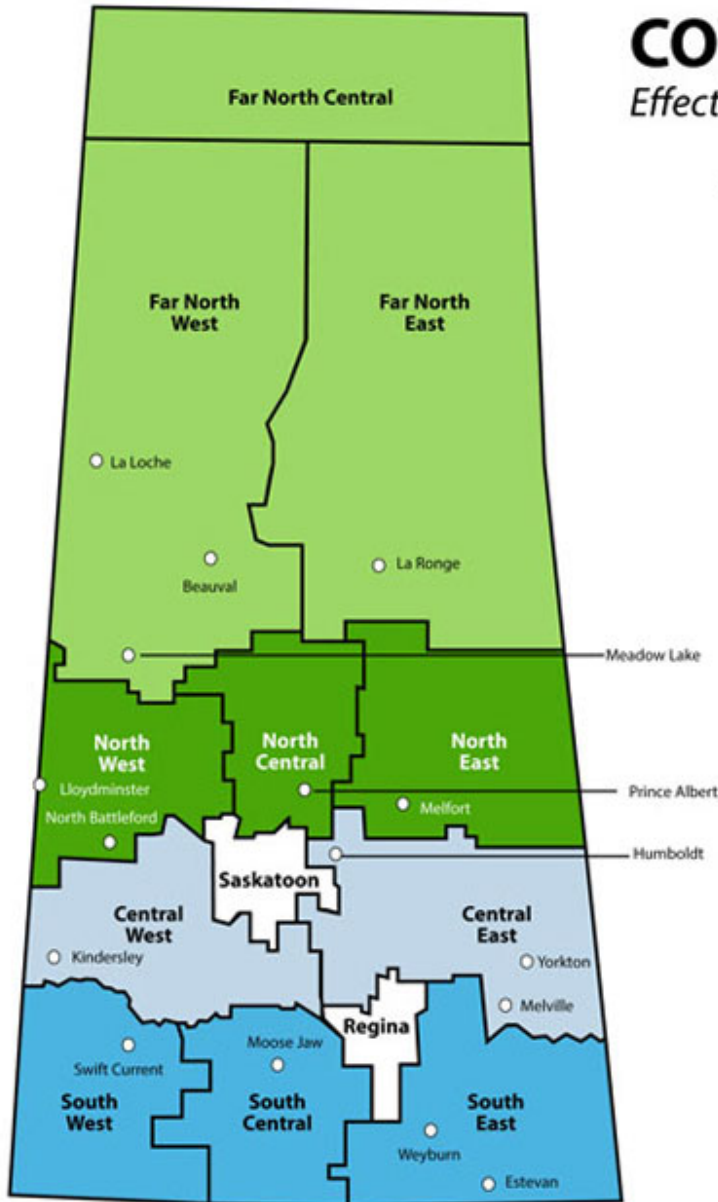 CO
Effect
Far North Central
Far North
West
Far North
East
La Loche
Beauval
La Ronge
Meadow Lake
North
West
North
Central
North
East
Lloydminster
Prince Albert
North Battleford
Melfort
Humboldt
Saskatoon
Central
West
Central
East
Kindersley
Yorkton
Melville
Regina
Moose Jaw
Swift Current
South
West
South
Central
South
East
Weyburn
Estevan